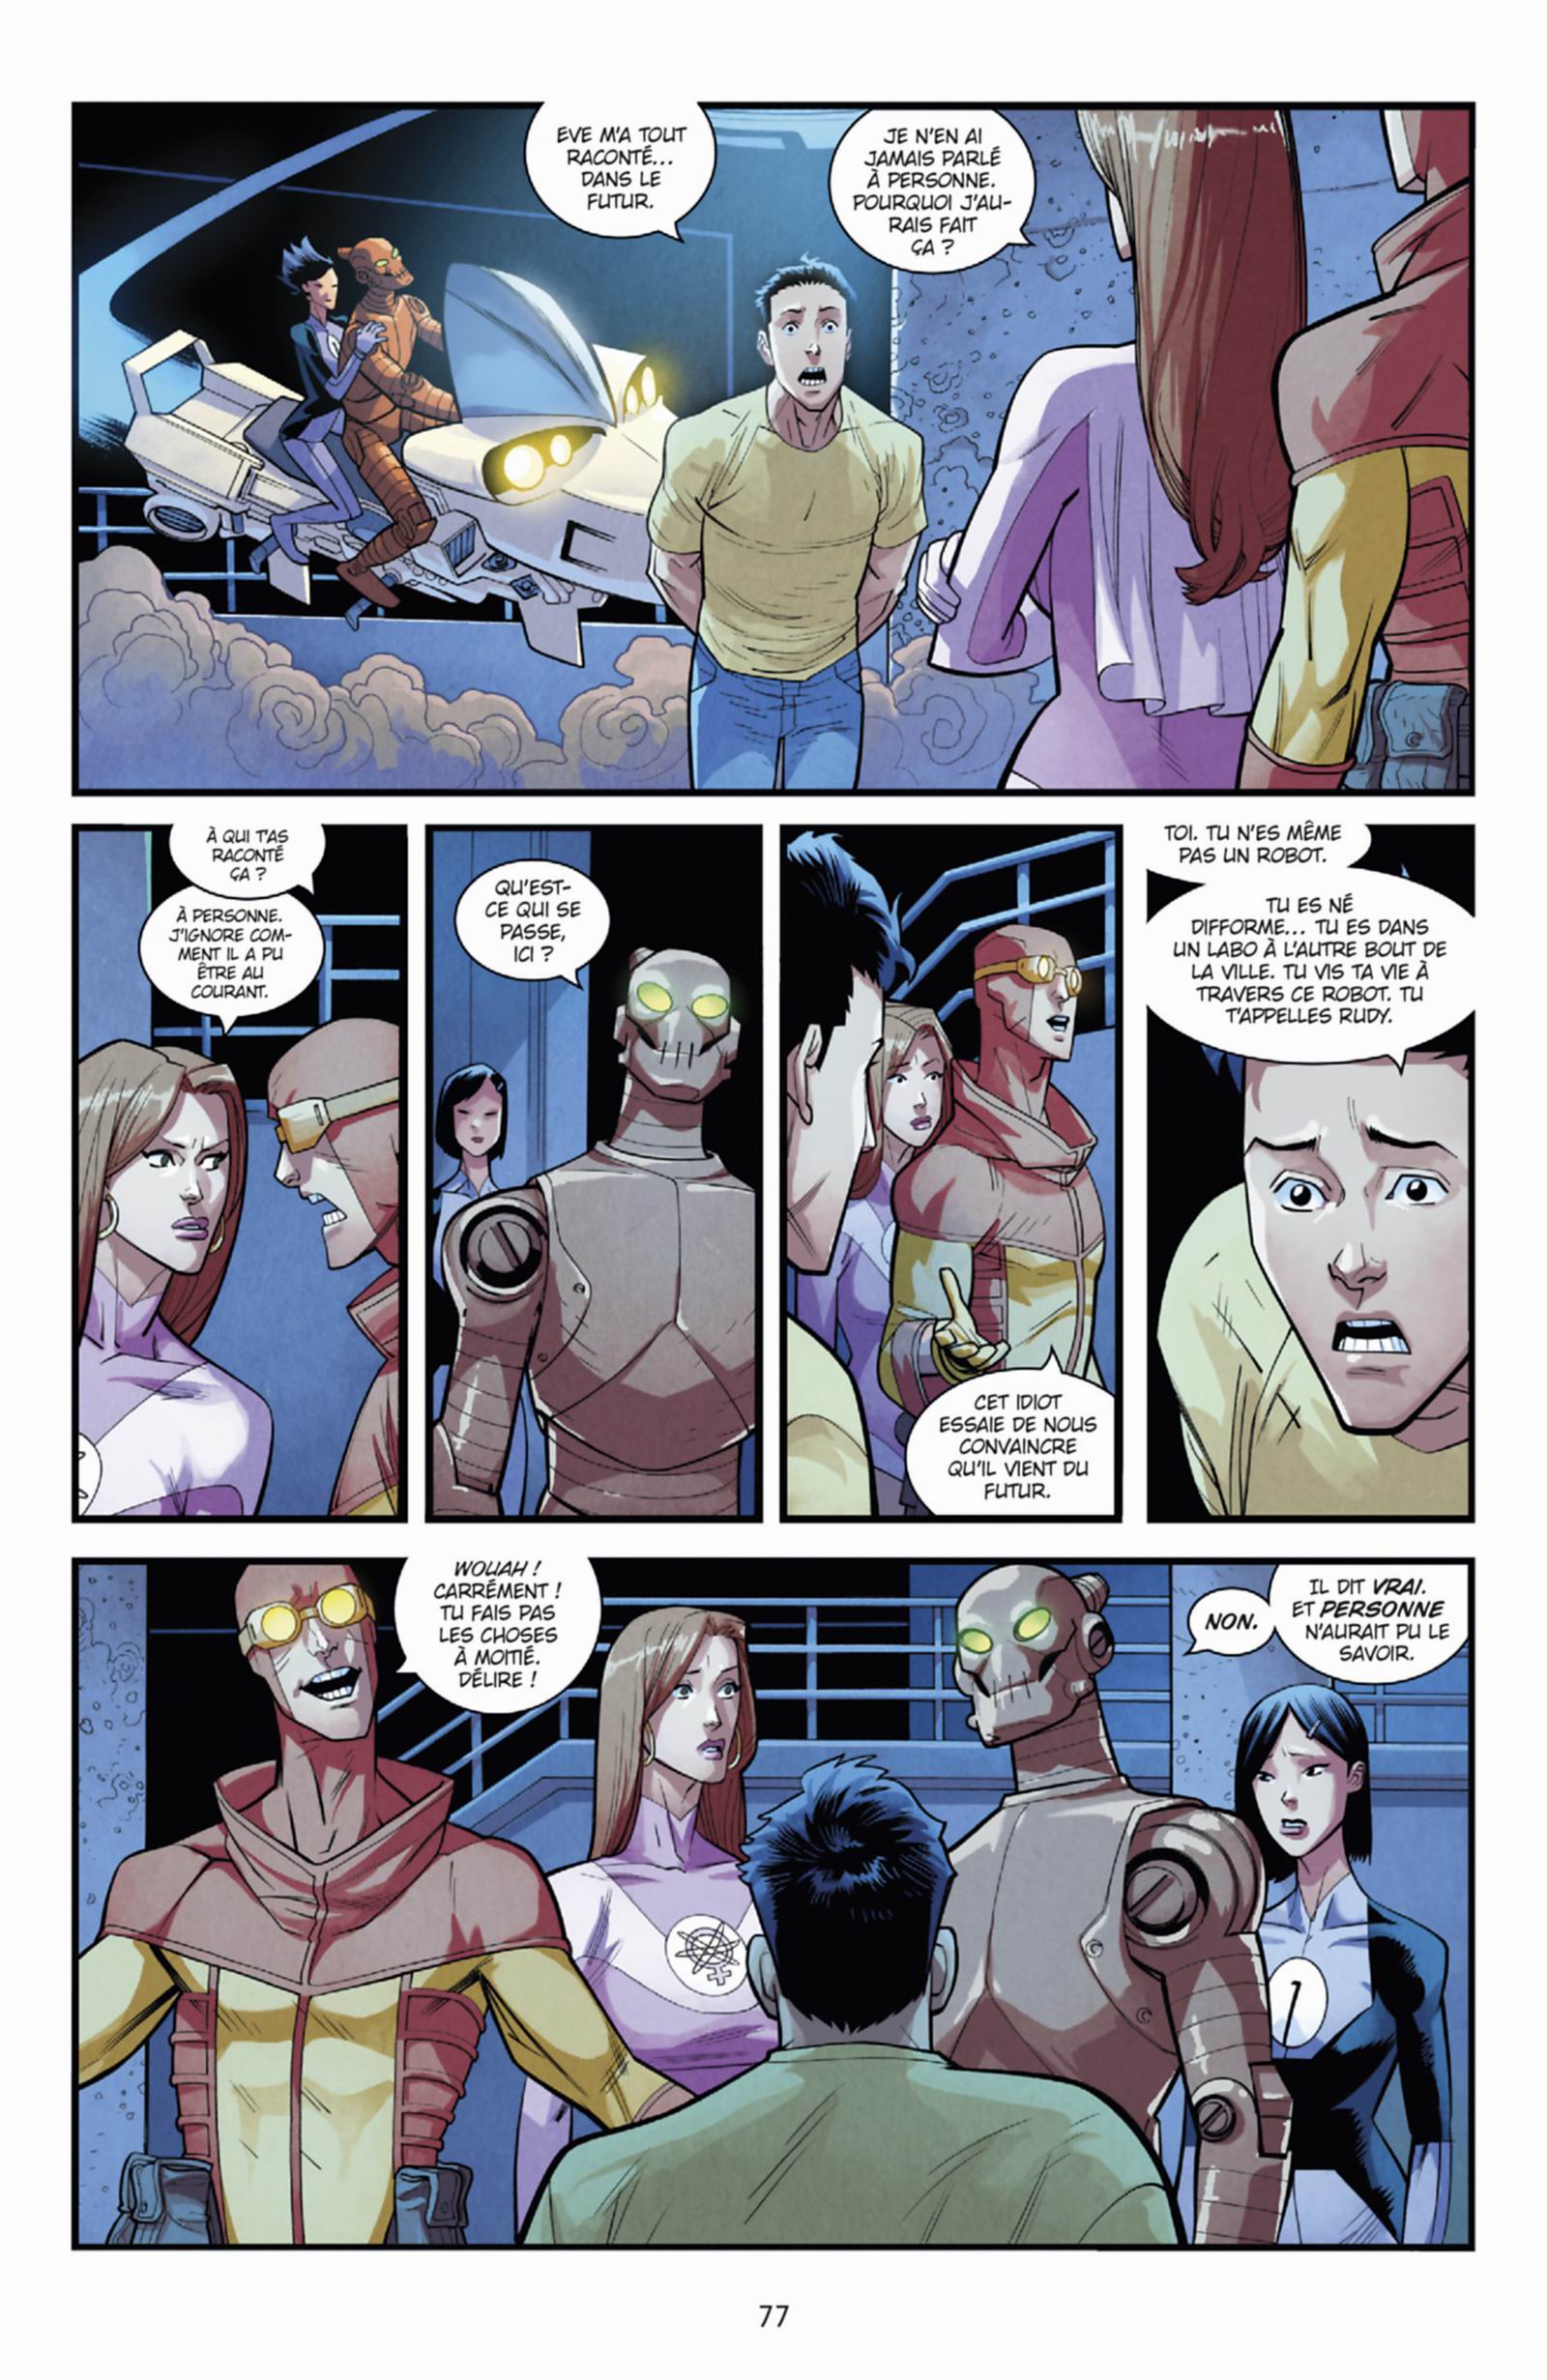 EVE M'A TOUT
RACONTÉ...
DANS LE
FUTUR.
JE N'EN AI
JAMAIS PARLÉ
À PERSONNE.
POURQUOI J'AU-
RAIS FAIT
ÇA ?
À QUI T'AS
RACONTÉ
ÇA ?
À PERSONNE.
J'IGNORE COM-
MENT IL A PU
ÊTRE AU
COURANT.
QU'EST-
CE QUI SE
PASSE,
ICI ?
CET IDIOT
ESSAIE DE NOUS
CONVAINCRE
QU'IL VIENT DU
FUTUR.
TOI. TU N'ES MÊME
PAS UN ROBOT.
TU ES NÉ
DIFFORME... TU ES DANS
UN LABO À L'AUTRE BOUT DE
LA VILLE. TU VIS TA VIE À
TRAVERS CE ROBOT. TU
T'APPELLES RUDY.
WOUAH !
CARRÉMENT !
TU FAIS PAS
LES CHOSES
À MOITIÉ.
DÉLIRE !
NON.
IL DIT VRAI.
ET PERSONNE
N'AURAIT PU LE
SAVOIR.
1
77